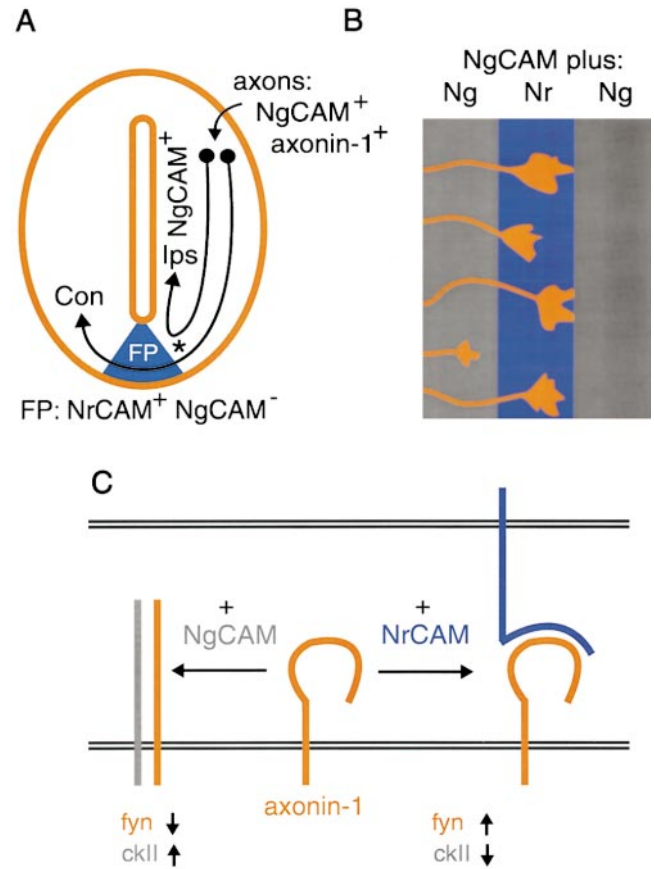 A
axons:
NgCAM+
axonin-1+
NgCAM+
Ips
Con
*
FP
FP: NrCAM+ NgCAM-
B
NgCAM plus:
Ng Nr Ng
C
+
NgCAM
+
NrCAM
axonin-1
fyn ↓
ckII ↑
fyn ↑
ckII ↓